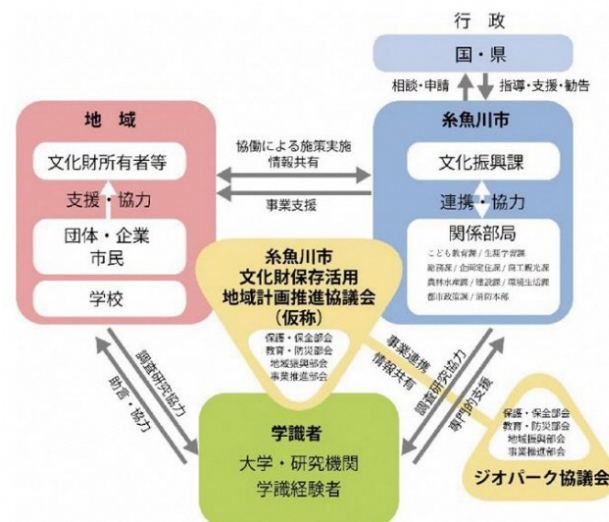 行 政
国・県
相談・申請
指導・支援・勧告
地 域
文化財所有者等
支援・協力
団体・企業
市民
学校
協働による施策実施
情報共有
事業支援
糸魚川市
文化振興課
連携・協力
関係部局
こども教育課/生涯学習課
総務課/企画定住課/商工観光課
農林水産課/建設課/環境生活課
都市政策課/消防本部
糸魚川市
文化財保存活用
地域計画推進協議会
(仮称)
保護・保全部会
教育・防災部会
地域振興部会
事業推進部会
調査研究協力
助言・協力
事業連携
情報共有
調査研究協力
専門的支援
学識者
大学・研究機関
学識経験者
保護・保全部会
教育・防災部会
地域振興部会
事業推進部会
ジオパーク協議会